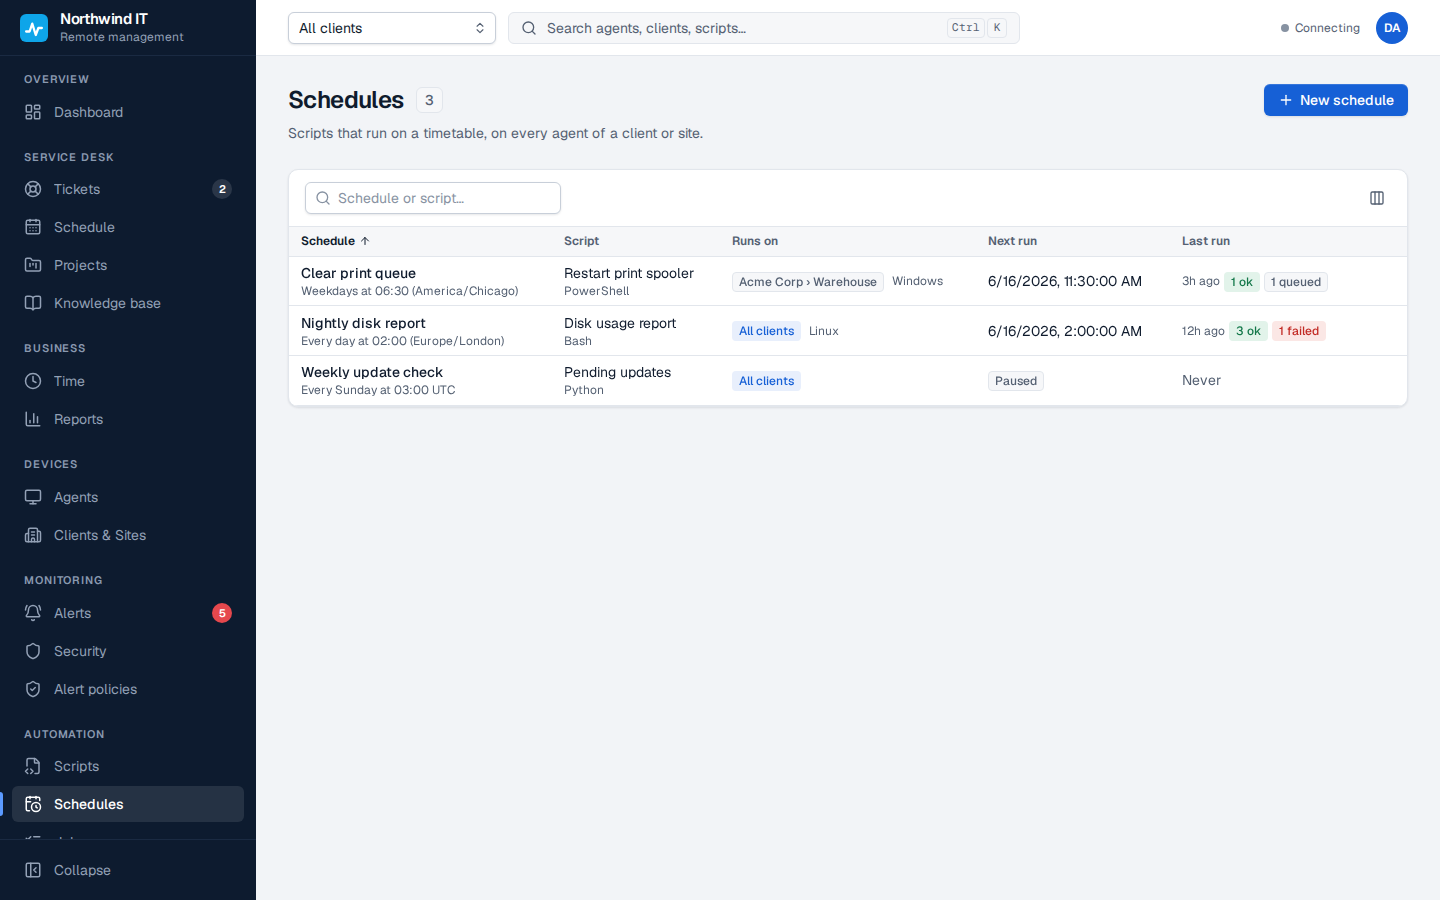 Northwind IT
Remote management
OVERVIEW
Dashboard
SERVICE DESK
Tickets 2
Schedule
Projects
Knowledge base
BUSINESS
Time
Reports
DEVICES
Agents
Clients & Sites
MONITORING
Alerts 5
Security
Alert policies
AUTOMATION
Scripts
Schedules
Collapse
All clients
Search agents, clients, scripts... Ctrl K
Connecting DA
Schedules 3
New schedule
Scripts that run on a timetable, on every agent of a client or site.
Schedule or script...
Schedule Script Runs on Next run Last run
Clear print queue
Weekdays at 06:30 (America/Chicago)
Restart print spooler
PowerShell
Acme Corp › Warehouse Windows
6/16/2026, 11:30:00 AM
3h ago 1 ok 1 queued
Nightly disk report
Every day at 02:00 (Europe/London)
Disk usage report
Bash
All clients Linux
6/16/2026, 2:00:00 AM
12h ago 3 ok 1 failed
Weekly update check
Every Sunday at 03:00 UTC
Pending updates
Python
All clients
Paused
Never